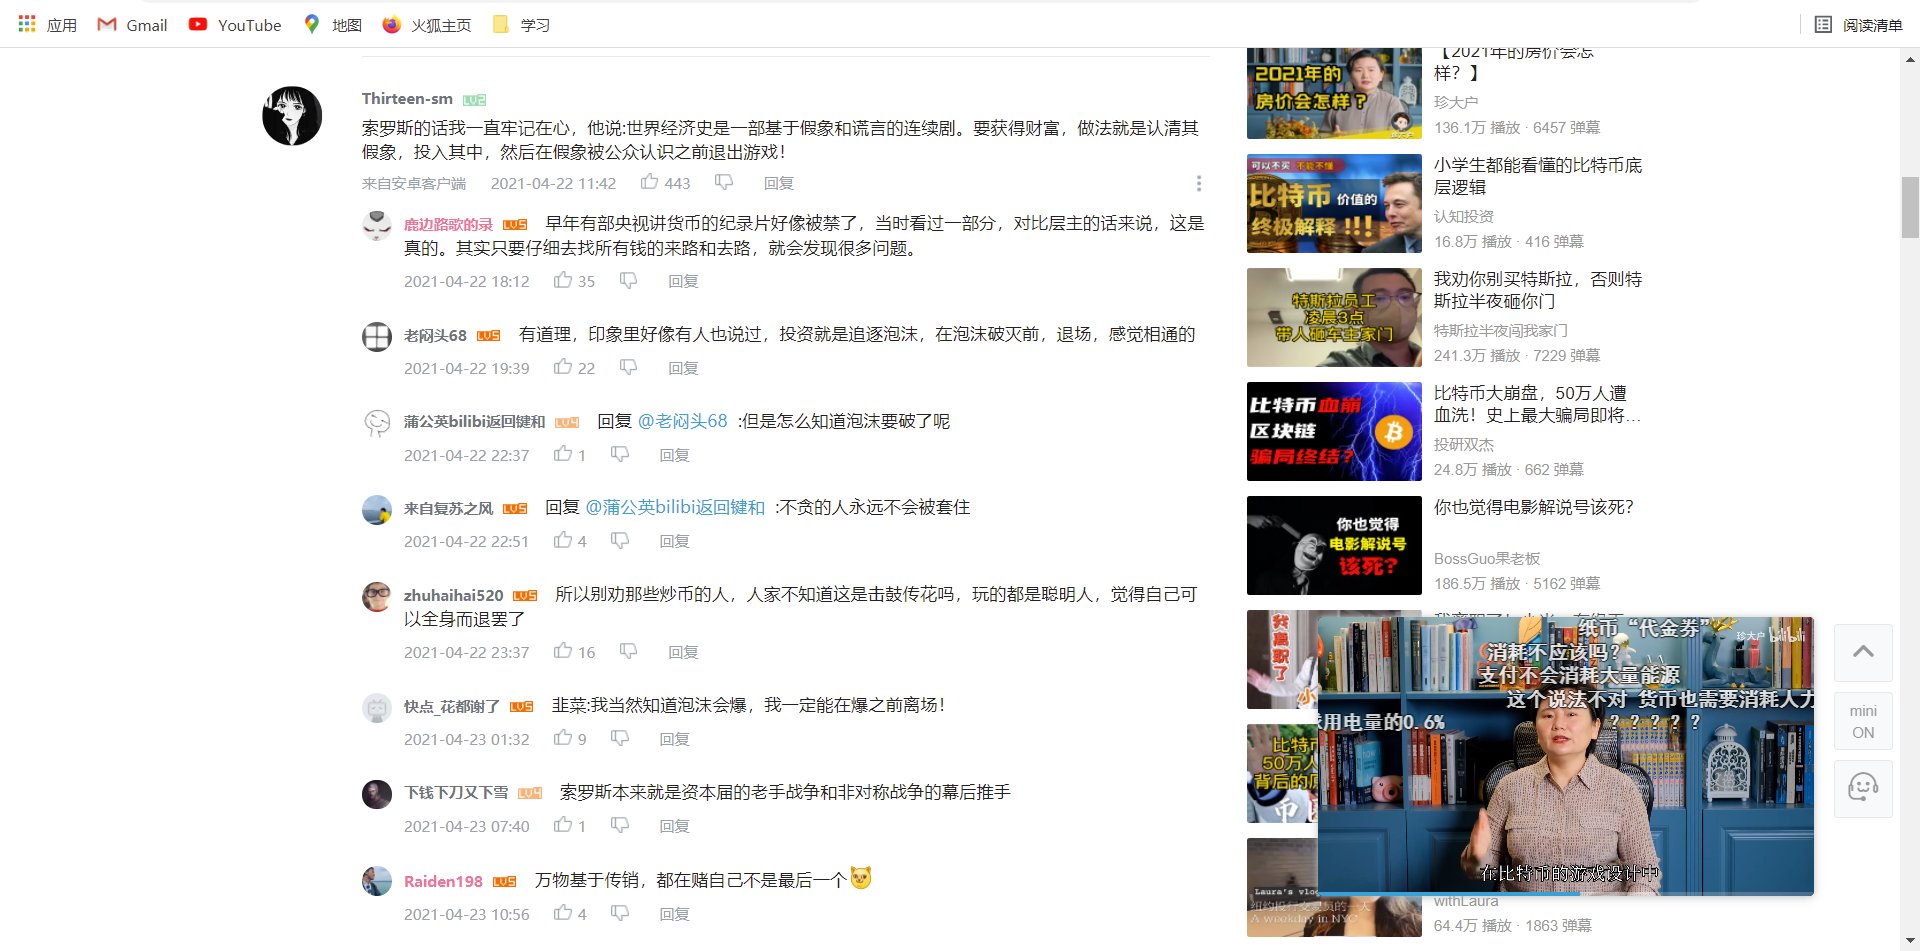 应用
Gmail
YouTube
地图
火狐主页
学习
阅读清单
Thirteen-sm LV2
索罗斯的话我一直牢记在心，他说:世界经济史是一部基于假象和谎言的连续剧。要获得财富，做法就是认清其
假象，投入其中，然后在假象被公众认识之前退出游戏！
来自安卓客户端 2021-04-22 11:42 443 回复
鹿边路歌的录 LV5 早年有部央视讲货币的纪录片好像被禁了，当时看过一部分，对比层主的话来说，这是
真的。其实只要仔细去找所有钱的来路和去路，就会发现很多问题。
2021-04-22 18:12 35 回复
老闷头68 LV5 有道理，印象里好像有人也说过，投资就是追逐泡沫，在泡沫破灭前，退场，感觉相通的
2021-04-22 19:39 22 回复
蒲公英bilibi返回键和 LV4 回复 @老闷头68 :但是怎么知道泡沫要破了呢
2021-04-22 22:37 1 回复
来自复苏之风 LV5 回复 @蒲公英bilibi返回键和 :不贪的人永远不会被套住
2021-04-22 22:51 4 回复
zhuhaihai520 LV5 所以别劝那些炒币的人，人家不知道这是击鼓传花吗，玩的都是聪明人，觉得自己可
以全身而退罢了
2021-04-22 23:37 16 回复
快点_花都谢了 LV5 韭菜:我当然知道泡沫会爆，我一定能在爆之前离场！
2021-04-23 01:32 9 回复
下钱下刀又下雪 LV4 索罗斯本来就是资本届的老手战争和非对称战争的幕后推手
2021-04-23 07:40 1 回复
Raiden198 LV5 万物基于传销，都在赌自己不是最后一个
2021-04-23 10:56 4 回复
2021年的
房价会怎样？
【2021年的房价会怎
样？】
珍大户
136.1万 播放 · 6457 弹幕
可以不买 不能不懂
比特币 价值的
终极解释 !!!
小学生都能看懂的比特币底
层逻辑
认知投资
16.8万 播放 · 416 弹幕
特斯拉员工
凌晨3点
带人砸车主家门
我劝你别买特斯拉，否则特
斯拉半夜砸你门
特斯拉半夜闯我家门
241.3万 播放 · 7229 弹幕
比特币血崩
区块链
骗局终结？
比特币大崩盘，50万人遭
血洗！史上最大骗局即将...
投研双杰
24.8万 播放 · 662 弹幕
你也觉得
电影解说号
该死？
你也觉得电影解说号该死？
BossGuo果老板
186.5万 播放 · 5162 弹幕
我离职了
小
比特币
50万人
背后的
币
Laura's vlog
纽约投行女裁员的一天
A workday in NYC
withLaura
64.4万 播放 · 1863 弹幕
纸币“代金券”
珍大户 bilibili
消耗不应该吗？
支付不会消耗大量能源
这个说法不对 货币也需要消耗人力
用电量的0.6% ？？？？？
在比特币的游戏设计中
mini
ON